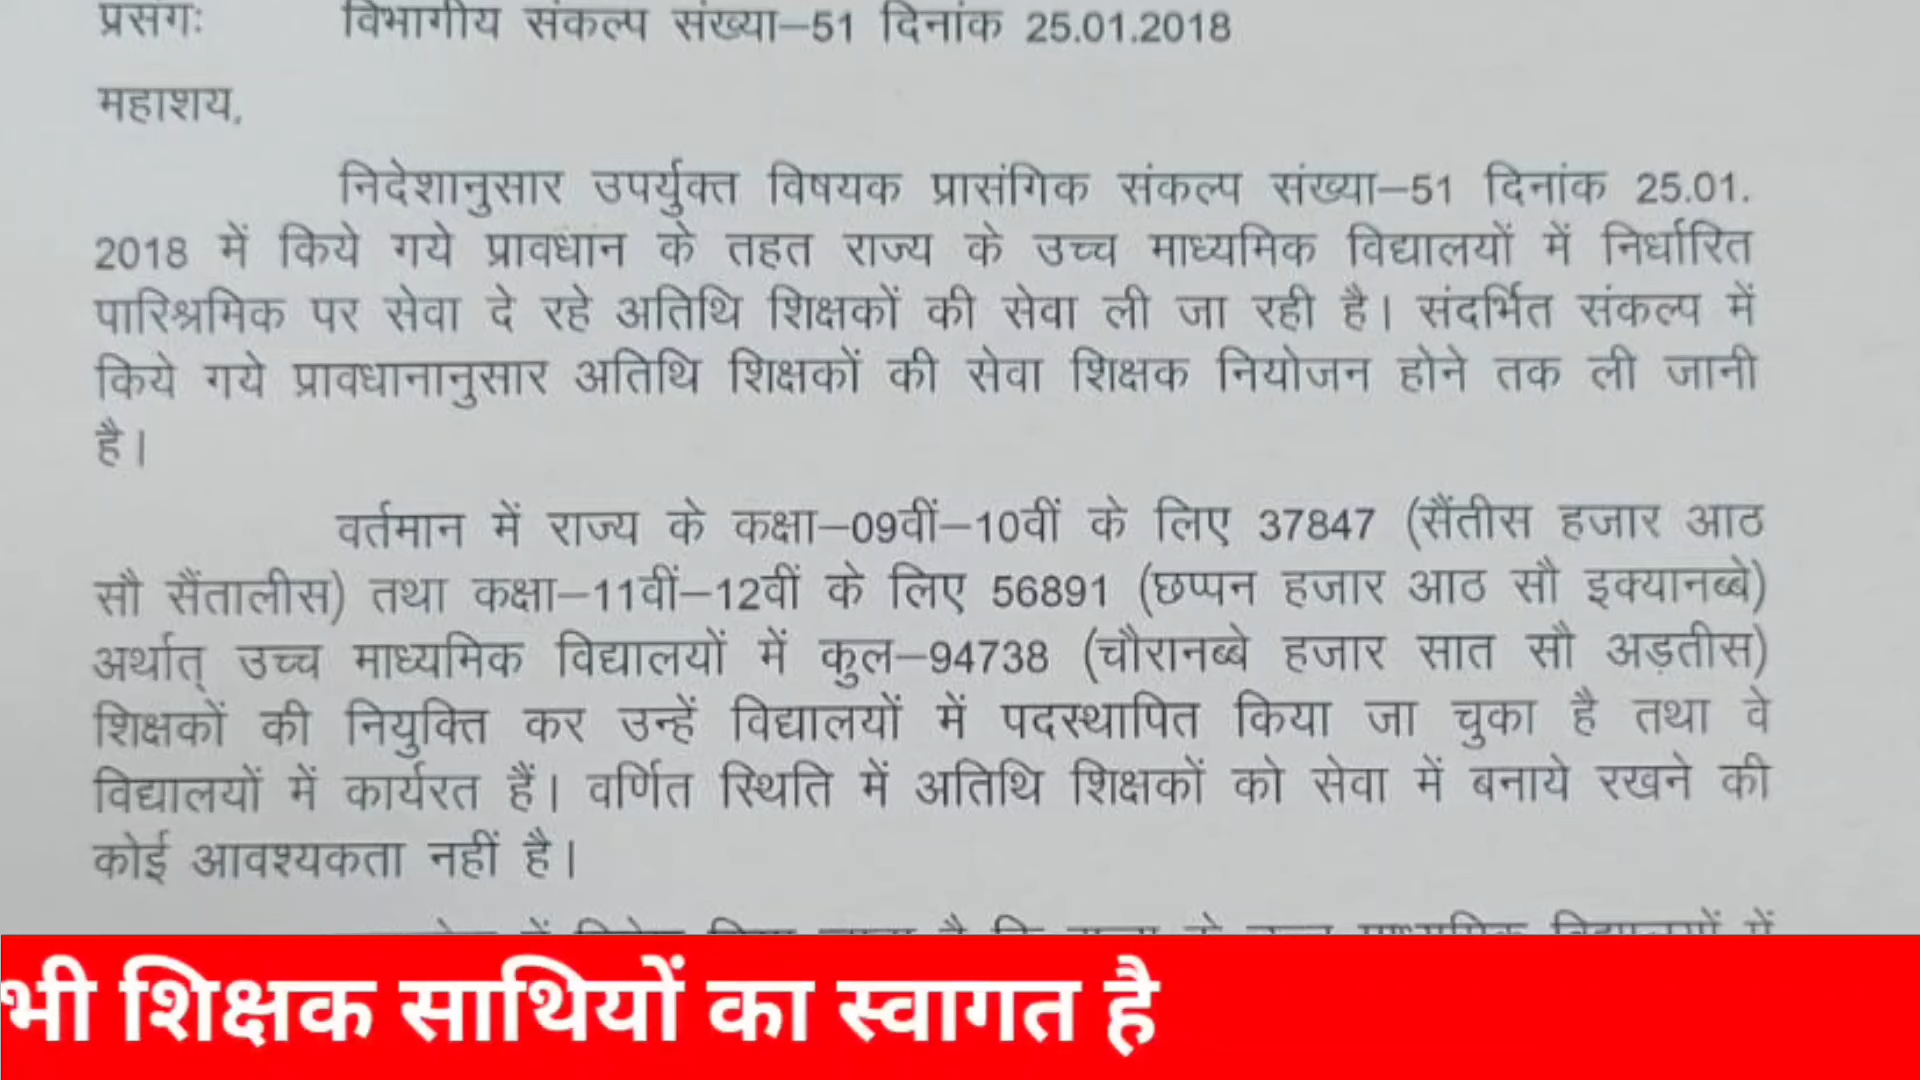 प्रसंगः विभागीय संकल्प संख्या–51 दिनांक 25.01.2018
महाशय,
निदेशानुसार उपर्युक्त विषयक प्रासंगिक संकल्प संख्या–51 दिनांक 25.01.
2018 में किये गये प्रावधान के तहत राज्य के उच्च माध्यमिक विद्यालयों में निर्धारित
पारिश्रमिक पर सेवा दे रहे अतिथि शिक्षकों की सेवा ली जा रही है। संदर्भित संकल्प में
किये गये प्रावधानानुसार अतिथि शिक्षकों की सेवा शिक्षक नियोजन होने तक ली जानी
है।
वर्तमान में राज्य के कक्षा–09वीं–10वीं के लिए 37847 (सैंतीस हजार आठ
सौ सैंतालीस) तथा कक्षा–11वीं–12वीं के लिए 56891 (छप्पन हजार आठ सौ इक्यानब्बे)
अर्थात् उच्च माध्यमिक विद्यालयों में कुल–94738 (चौरानब्बे हजार सात सौ अड़तीस)
शिक्षकों की नियुक्ति कर उन्हें विद्यालयों में पदस्थापित किया जा चुका है तथा वे
विद्यालयों में कार्यरत हैं। वर्णित स्थिति में अतिथि शिक्षकों को सेवा में बनाये रखने की
कोई आवश्यकता नहीं है।
भी शिक्षक साथियों का स्वागत है